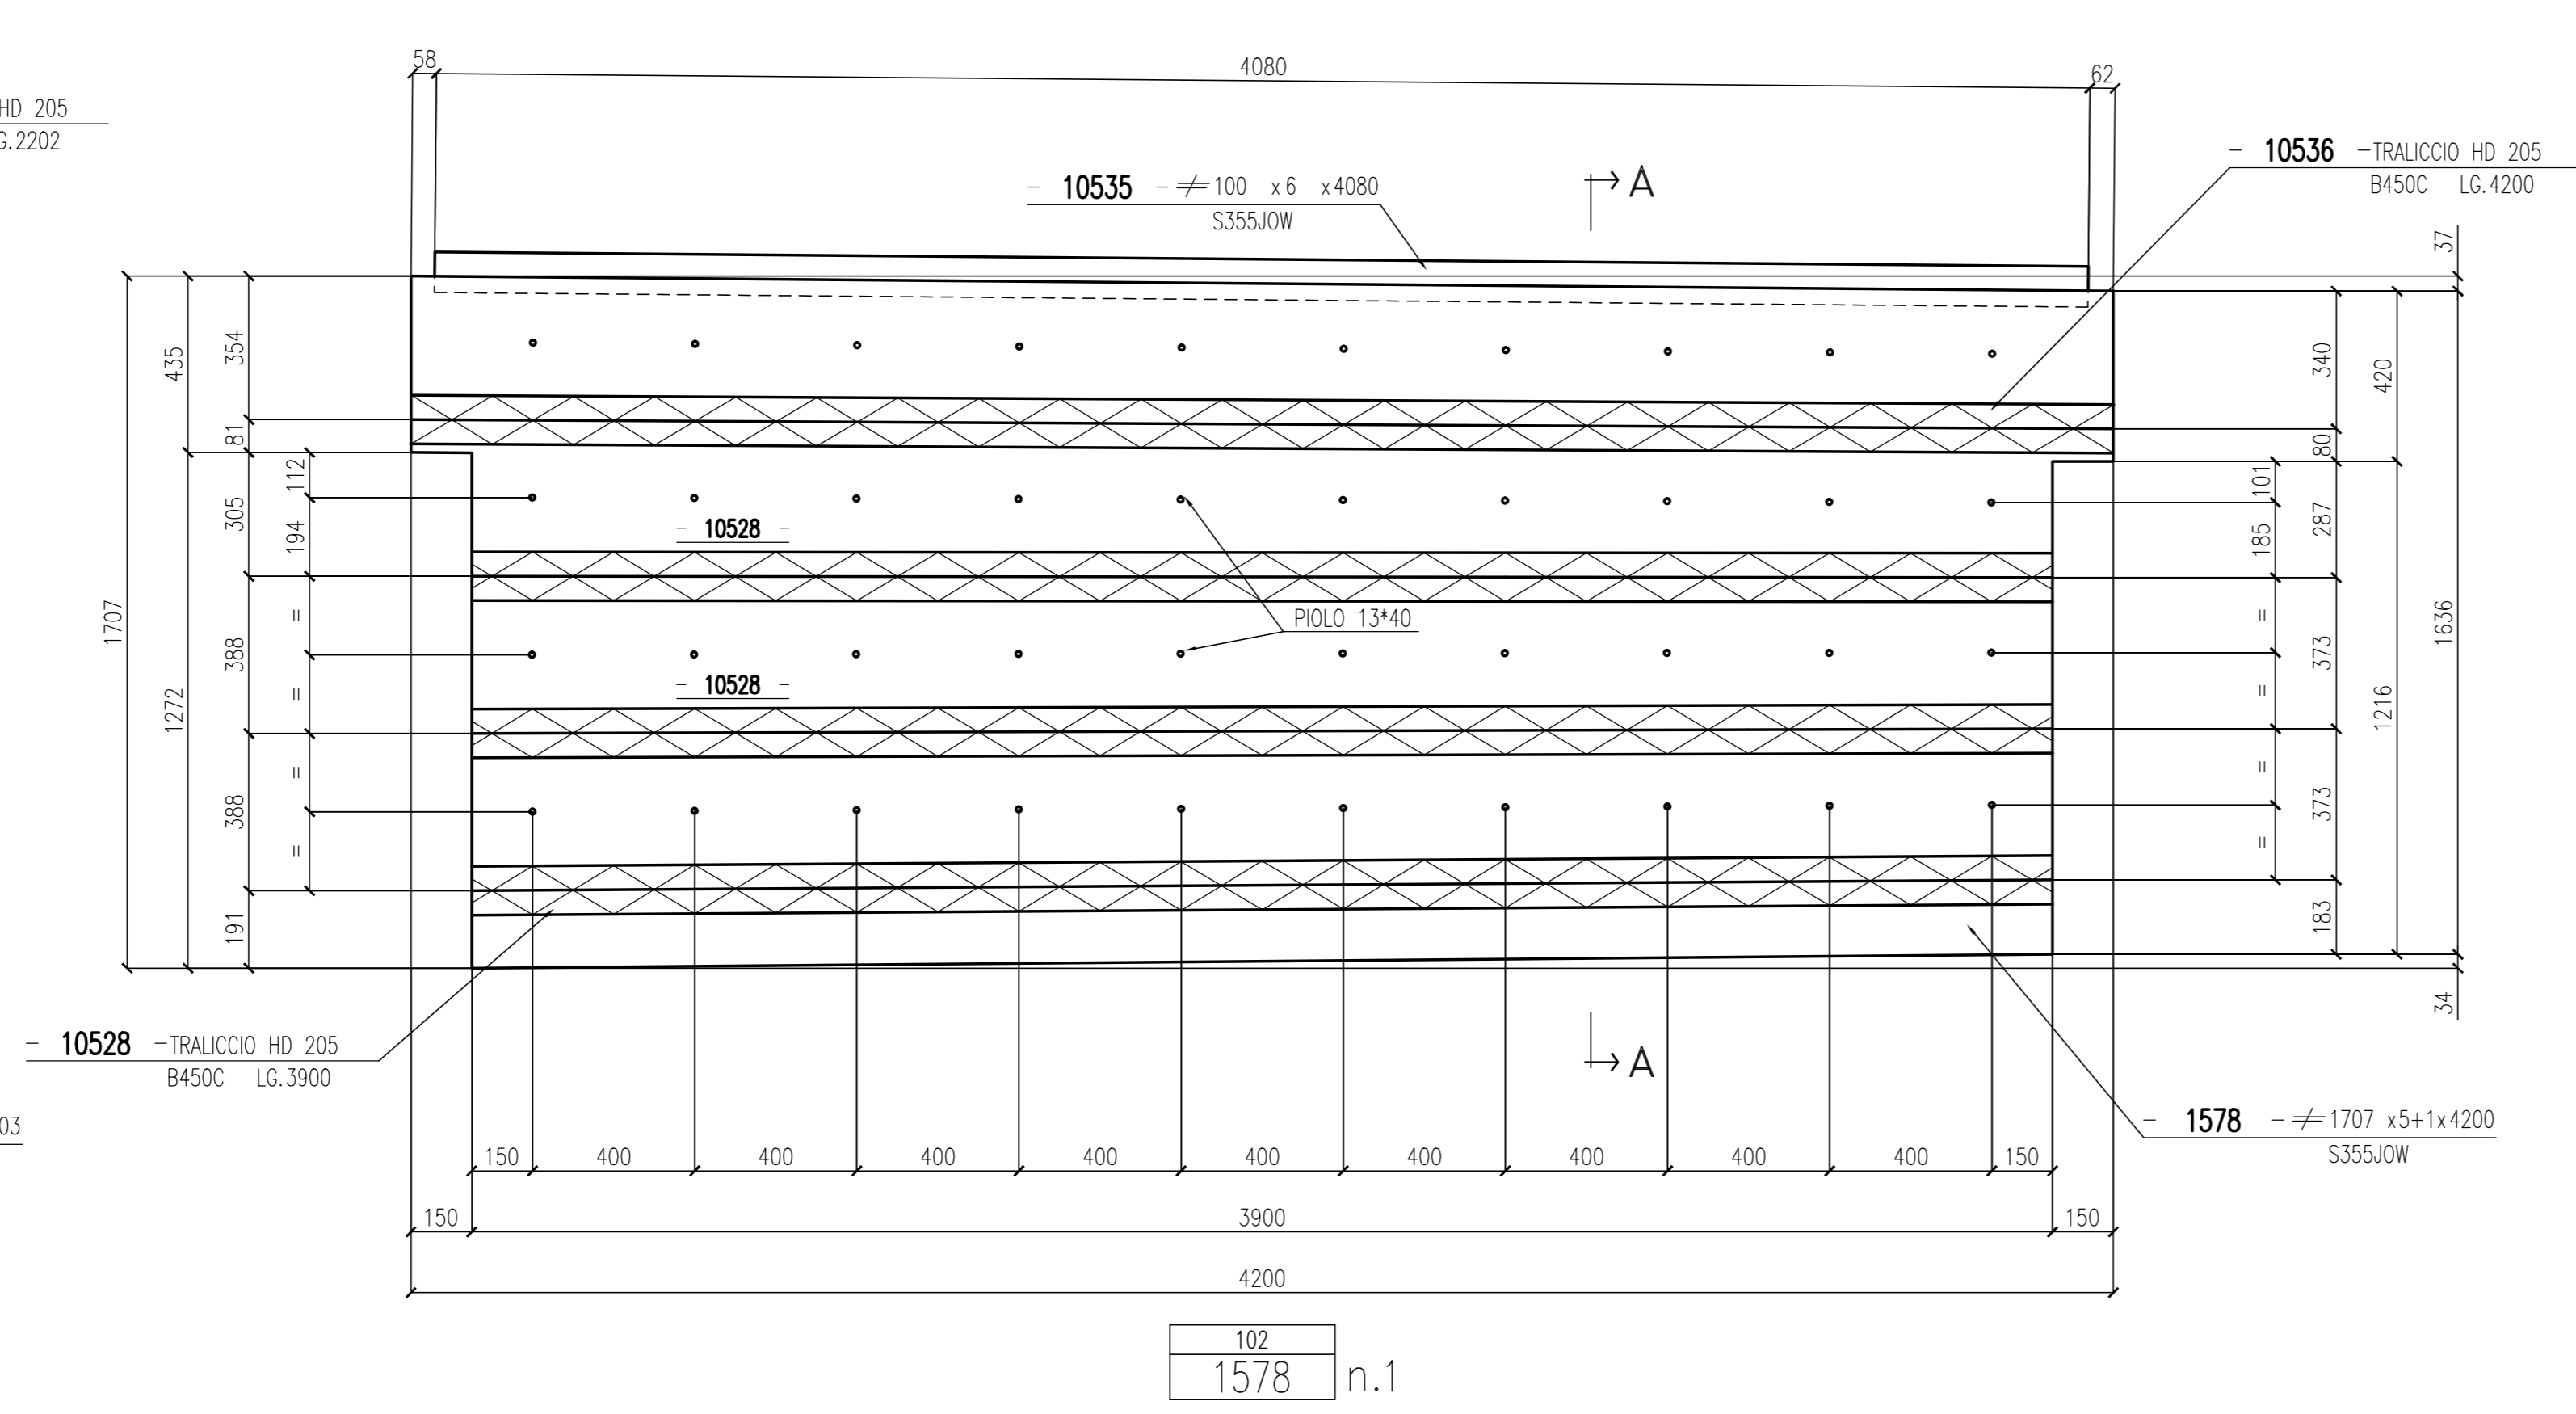 58
4080
62
HD 205
G.2202
- 10536 -TRALICCIO HD 205
B450C LG.4200
- 10535 - ≠ 100 x6 x4080
S355JOW
A
37
354
435
81
112
305
194
388
1707
1272
388
191
340
420
80
101
287
185
373
1636
1216
373
183
34
=
=
=
=
=
=
=
=
- 10528 -
PIOLO 13*40
- 10528 -
- 10528 -TRALICCIO HD 205
B450C LG.3900
A
03
- 1578 - ≠ 1707 x5+1x4200
S355JOW
150 400 400 400 400 400 400 400 400 400 150
150 3900 150
4200
102
1578 n.1